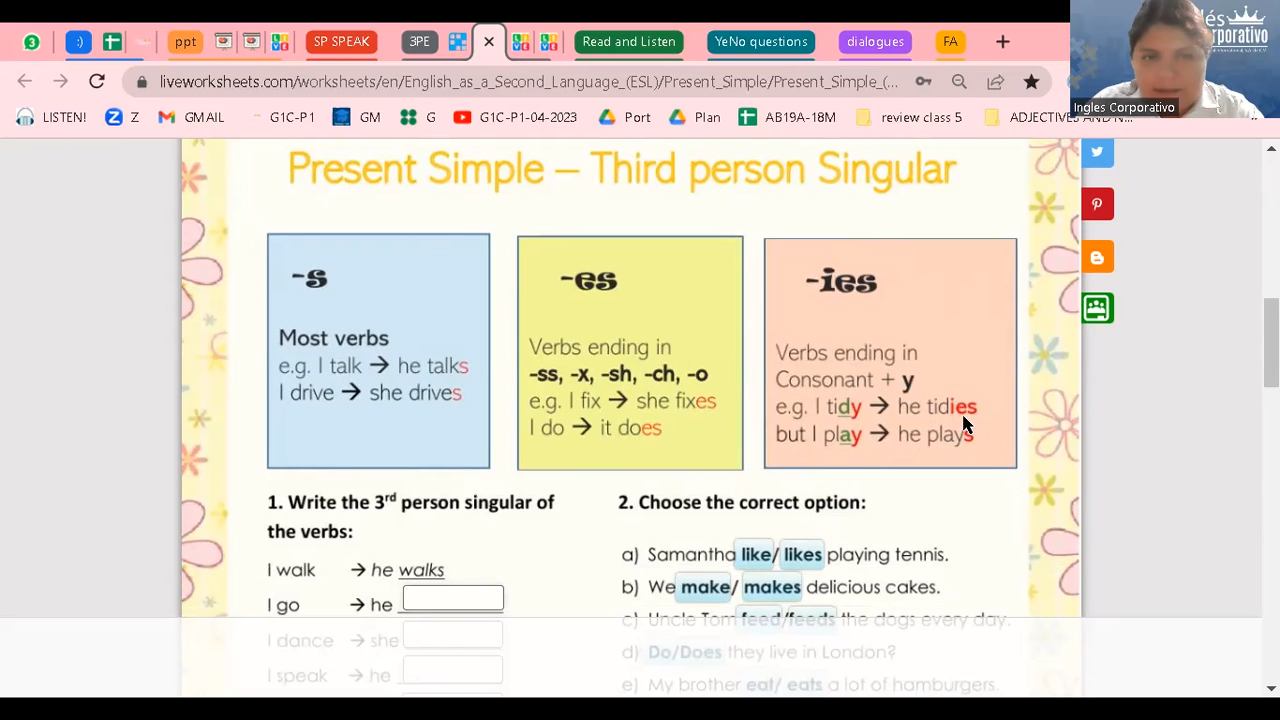 ppt
SP SPEAK
3PE
Read and Listen
YeNo questions
dialogues
FA
liveworksheets.com/worksheets/en/English_as_a_Second_Language_(ESL)/Present_Simple/Present_Simple_(...
LISTEN!
Z
GMAIL
G1C-P1
GM
G
G1C-P1-04-2023
Port
Plan
AB19A-18M
review class 5
ADJECTIVES AND N...
Ingles Corporativo
Present Simple – Third person Singular
-s
Most verbs
e.g. I talk → he talks
I drive → she drives
-es
Verbs ending in
-ss, -x, -sh, -ch, -o
e.g. I fix → she fixes
I do → it does
-ies
Verbs ending in
Consonant + y
e.g. I tidy → he tidies
but I play → he plays
1. Write the 3rd person singular of
the verbs:
I walk → he walks
I go → he
I dance → she
I speak → he
2. Choose the correct option:
a) Samantha like/ likes playing tennis.
b) We make/ makes delicious cakes.
c) Uncle Tom feed/feeds the dogs every day.
d) Do/Does they live in London?
e) My brother eat/ eats a lot of hamburgers.